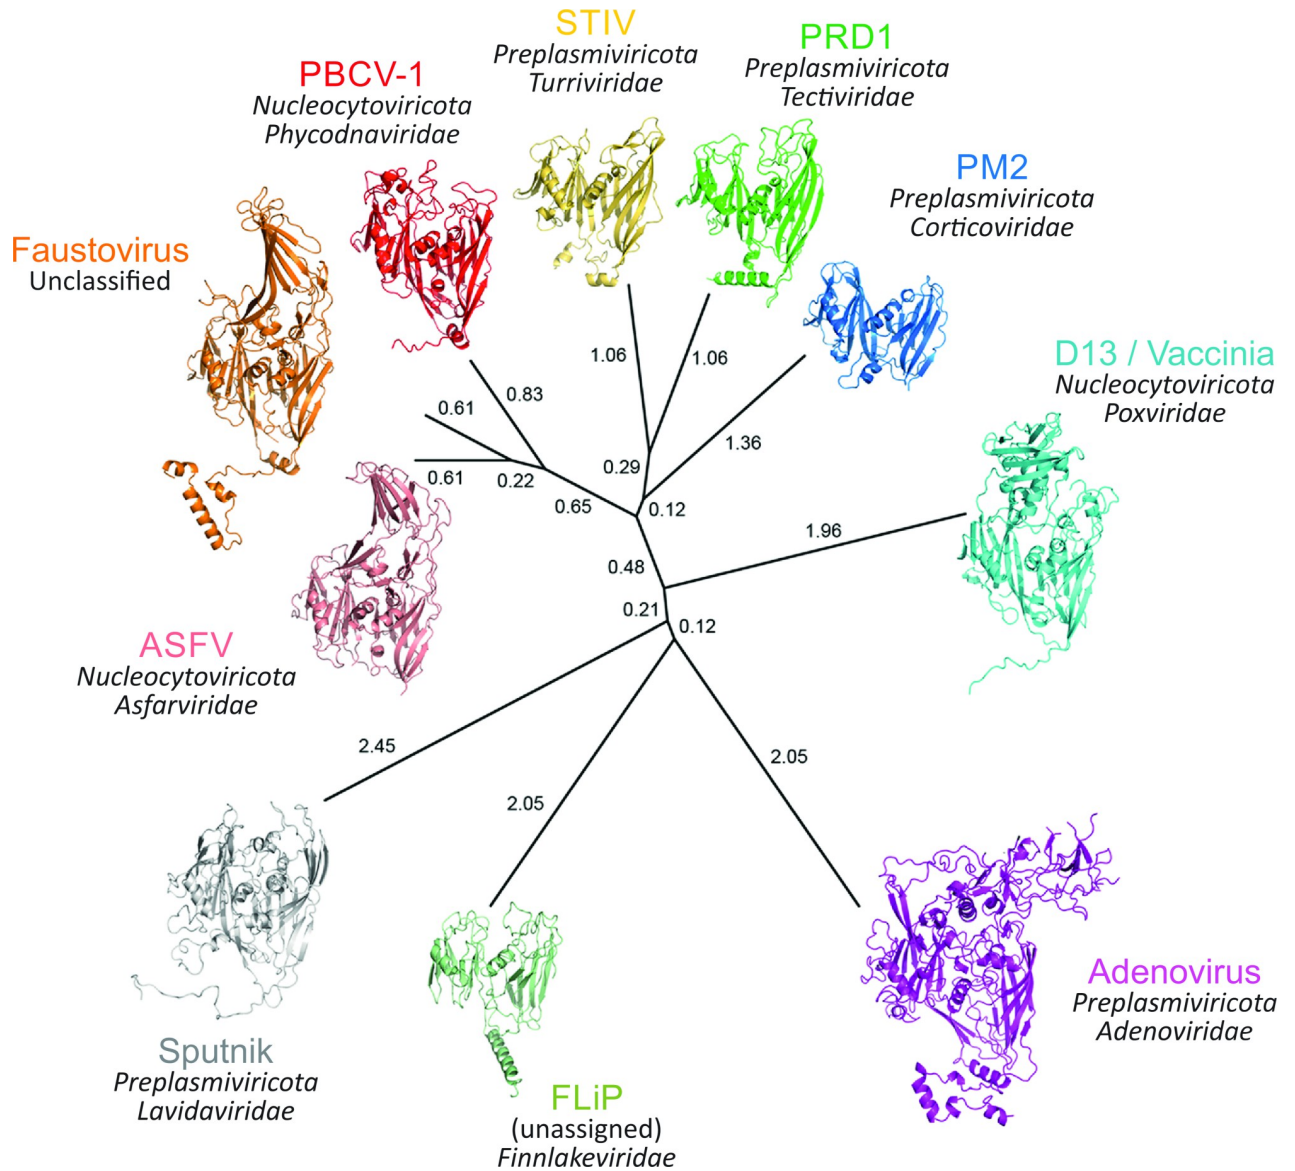 STIV
Preplasmiviricota
Turriviridae
PRD1
Preplasmiviricota
Tectiviridae
PBCV-1
Nucleocytoviricota
Phycodnaviridae
PM2
Preplasmiviricota
Corticoviridae
Faustovirus
Unclassified
D13 / Vaccinia
Nucleocytoviricota
Poxviridae
1.06
1.06
0.83
0.61
1.36
0.29
0.61
0.22
0.65
0.12
1.96
0.48
0.21
0.12
ASFV
Nucleocytoviricota
Asfarviridae
2.45
2.05
2.05
Adenovirus
Preplasmiviricota
Adenoviridae
Sputnik
Preplasmiviricota
Lavidaviridae
FLiP
(unassigned)
Finnlakeviridae